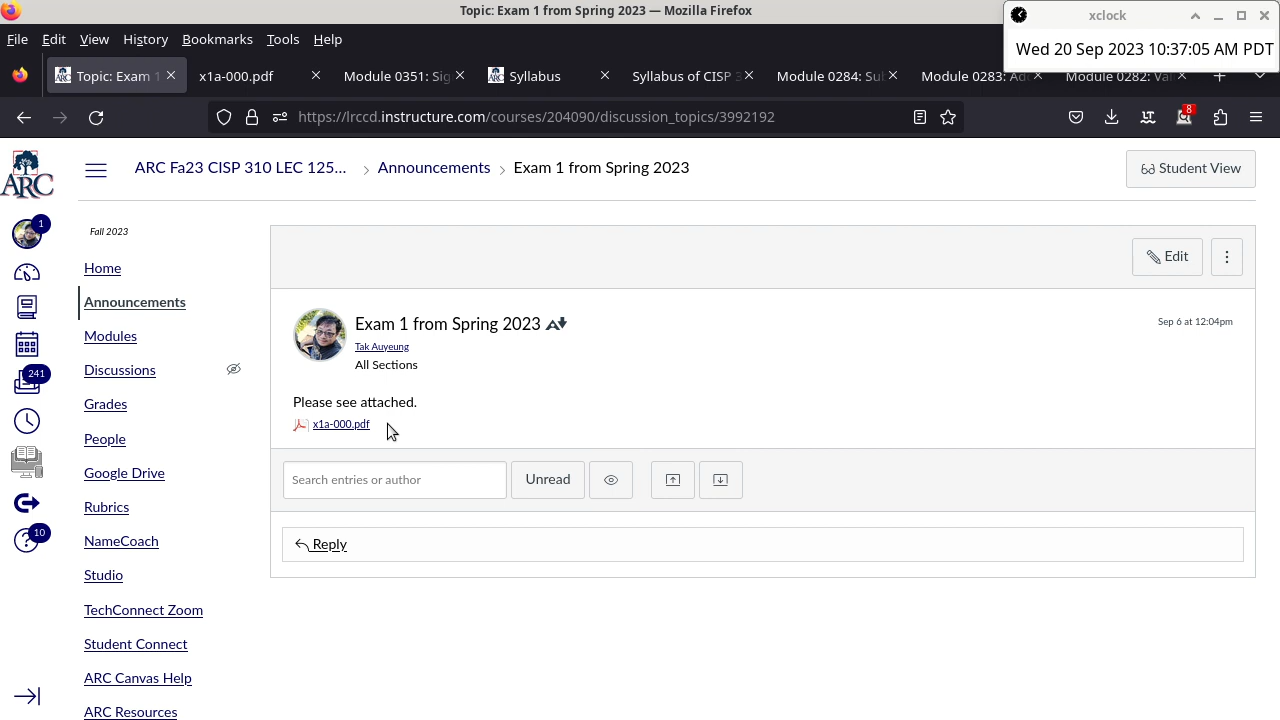 Topic: Exam 1 from Spring 2023 — Mozilla Firefox
xclock
Wed 20 Sep 2023 10:37:05 AM PDT
File Edit View History Bookmarks Tools Help
Topic: Exam 1
x1a-000.pdf
Module 0351: Sig
Syllabus
Syllabus of CISP 3
Module 0284: Sul
Module 0283: Ad
Module 0282: Val
https://lrccd.instructure.com/courses/204090/discussion_topics/3992192
8
ARC
ARC Fa23 CISP 310 LEC 125... › Announcements › Exam 1 from Spring 2023
Student View
1
241
10
Fall 2023
Home
Announcements
Modules
Discussions
Grades
People
Google Drive
Rubrics
NameCoach
Studio
TechConnect Zoom
Student Connect
ARC Canvas Help
ARC Resources
Edit
Exam 1 from Spring 2023
Sep 6 at 12:04pm
Tak Auyeung
All Sections
Please see attached.
x1a-000.pdf
Search entries or author
Unread
Reply